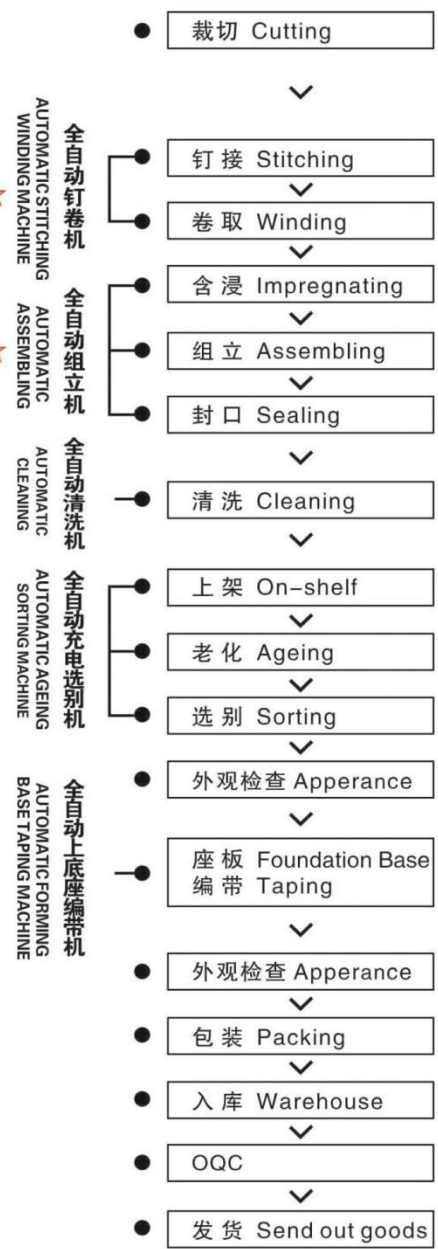 裁切 Cutting
全自动钉卷机
AUTOMATIC STITCHING
WINDING MACHINE
钉接 Stitching
卷取 Winding
全自动组立机
AUTOMATIC
ASSEMBLING
含浸 Impregnating
组立 Assembling
封口 Sealing
全自动清洗机
AUTOMATIC
CLEANING
清洗 Cleaning
全自动充电选别机
AUTOMATIC AGEING
SORTING MACHINE
上架 On-shelf
老化 Ageing
选别 Sorting
外观检查 Apperance
全自动上底座编带机
AUTOMATIC FORMING
BASE TAPING MACHINE
座板 Foundation Base
编带 Taping
外观检查 Apperance
包装 Packing
入库 Warehouse
OQC
发货 Send out goods